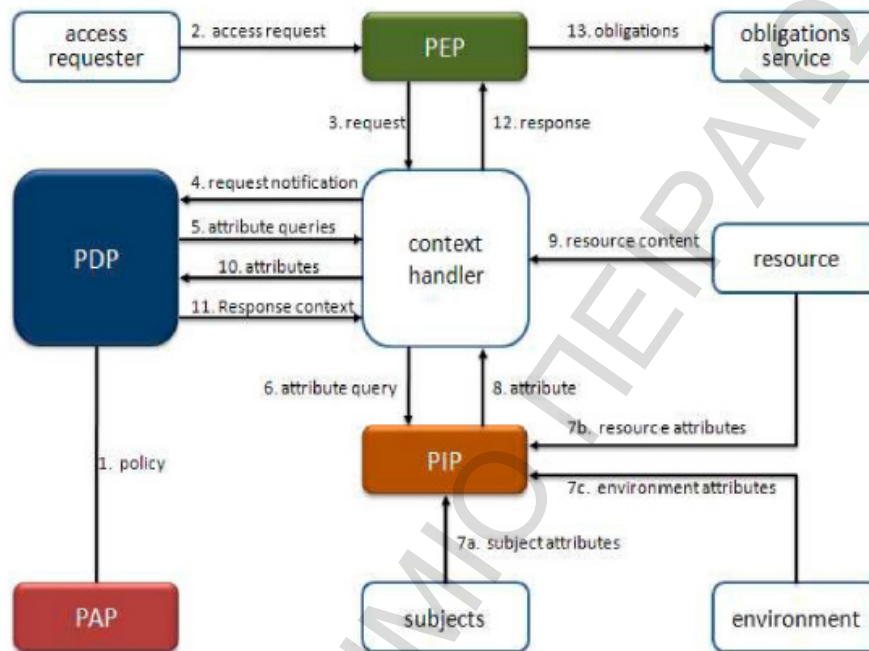 access
requester
2. access request
PEP
13. obligations
obligations
service
3. request
12. response
PDP
4. request notification
5. attribute queries
10. attributes
11. Response context
context
handler
9. resource content
resource
6. attribute query
8. attribute
7b. resource attributes
1. policy
PIP
7c. environment attributes
7a. subject attributes
PAP
subjects
environment
ΜΙΟ ΠΕΙΡΑΙΩ